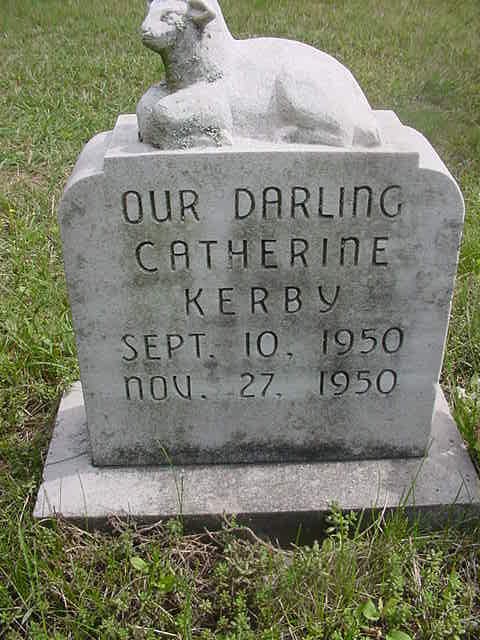 OUR DARLING
CATHERINE
KERBY
SEPT. 10, 1950
NOV. 27, 1950